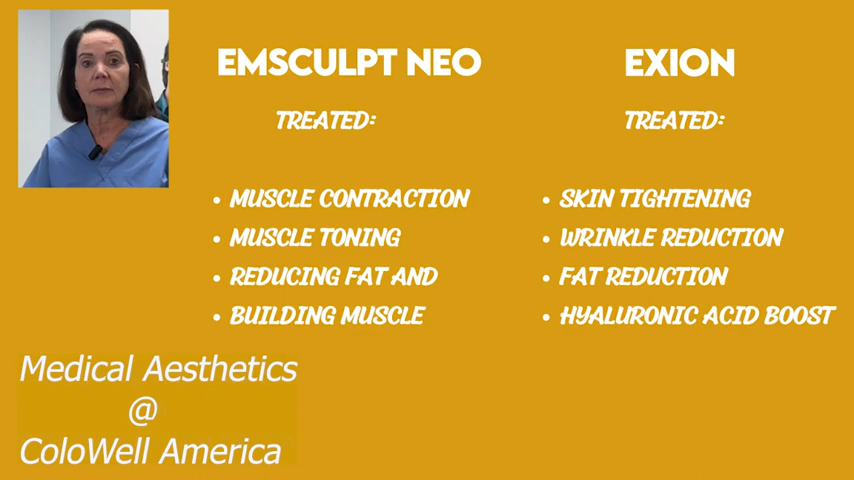 EMSCULPT NEO
TREATED:
• MUSCLE CONTRACTION
• MUSCLE TONING
• REDUCING FAT AND
• BUILDING MUSCLE
EXION
TREATED:
• SKIN TIGHTENING
• WRINKLE REDUCTION
• FAT REDUCTION
• HYALURONIC ACID BOOST
Medical Aesthetics
@
ColoWell America